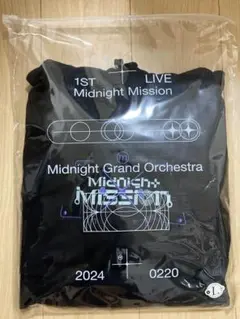 1ST LIVE
Midnight Mission
Midnight Grand Orchestra
Midnight
MISSION
2024 0220
L